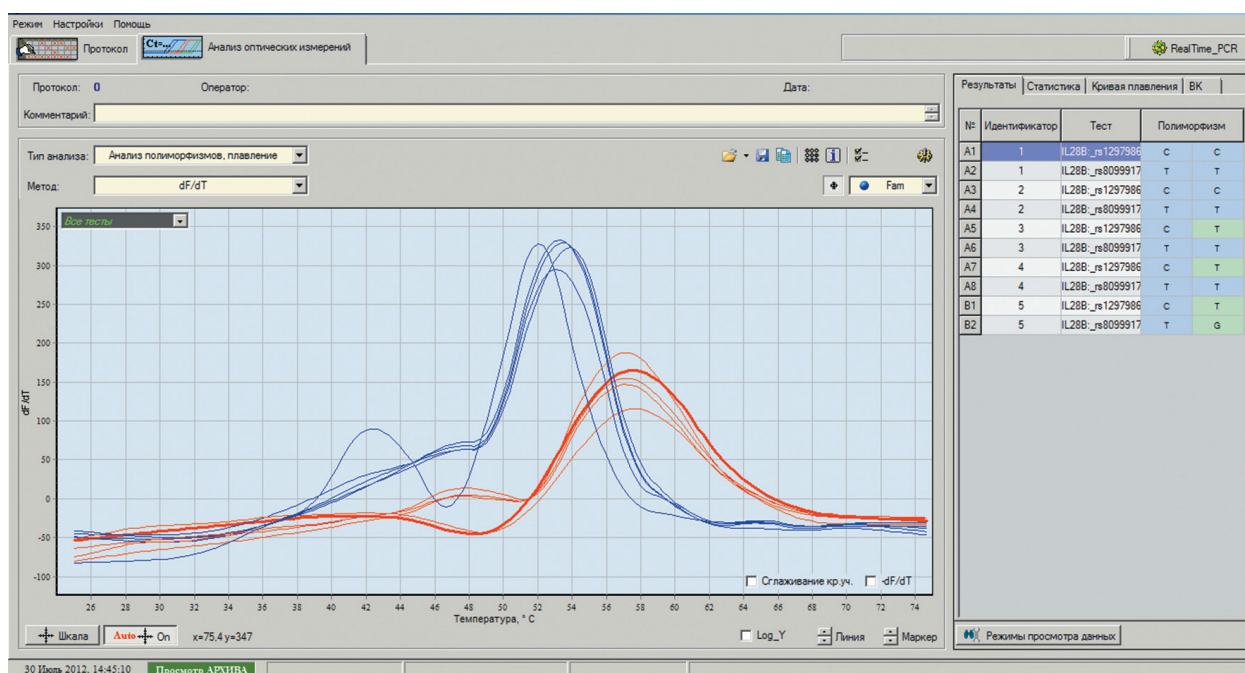 Режим Настройки Помощь
Протокол Ct=... Анализ оптических измерений RealTime_PCR
Протокол: 0 Оператор: Дата:
Комментарий:
Тип анализа: Анализ полиморфизмов, плавление
Метод: dF/dT Fam
Все тесты
350
300
250
200
150
100
50
0
-50
-100
dF/dT
Сглаживание кр.уч. -dF/dT
26 28 30 32 34 36 38 40 42 44 46 48 50 52 54 56 58 60 62 64 66 68 70 72 74
Температура, ° C
Шкала Auto On x=75,4 y=347 Log_Y Линия Маркер
Результаты Статистика Кривая плавления ВК
№ Идентификатор Тест Полиморфизм
A1 1 IL28B:_rs1297986 C C
A2 1 IL28B:_rs8099917 T T
A3 2 IL28B:_rs1297986 C C
A4 2 IL28B:_rs8099917 T T
A5 3 IL28B:_rs1297986 C T
A6 3 IL28B:_rs8099917 T T
A7 4 IL28B:_rs1297986 C T
A8 4 IL28B:_rs8099917 T T
B1 5 IL28B:_rs1297986 C T
B2 5 IL28B:_rs8099917 T G
Режимы просмотра данных
30 Июль 2012, 14:45:10 Просмотр АРХИВА